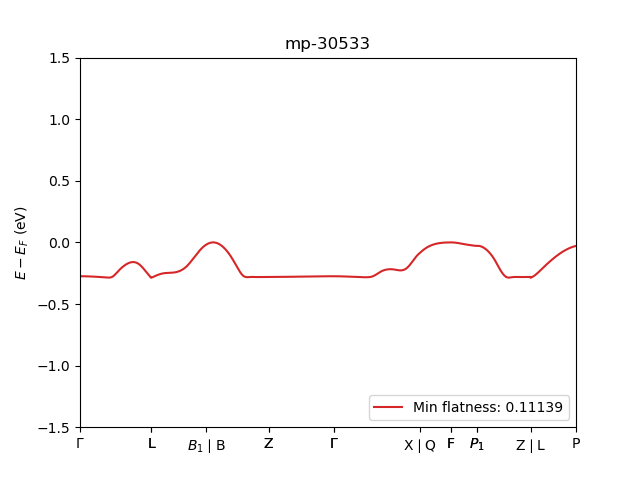 mp-30533
1.5
1.0
0.5
0.0
−0.5
−1.0
−1.5
E − E_F (eV)
Min flatness: 0.11139
Γ L B₁ | B Z Γ X | Q F P₁ Z | L P